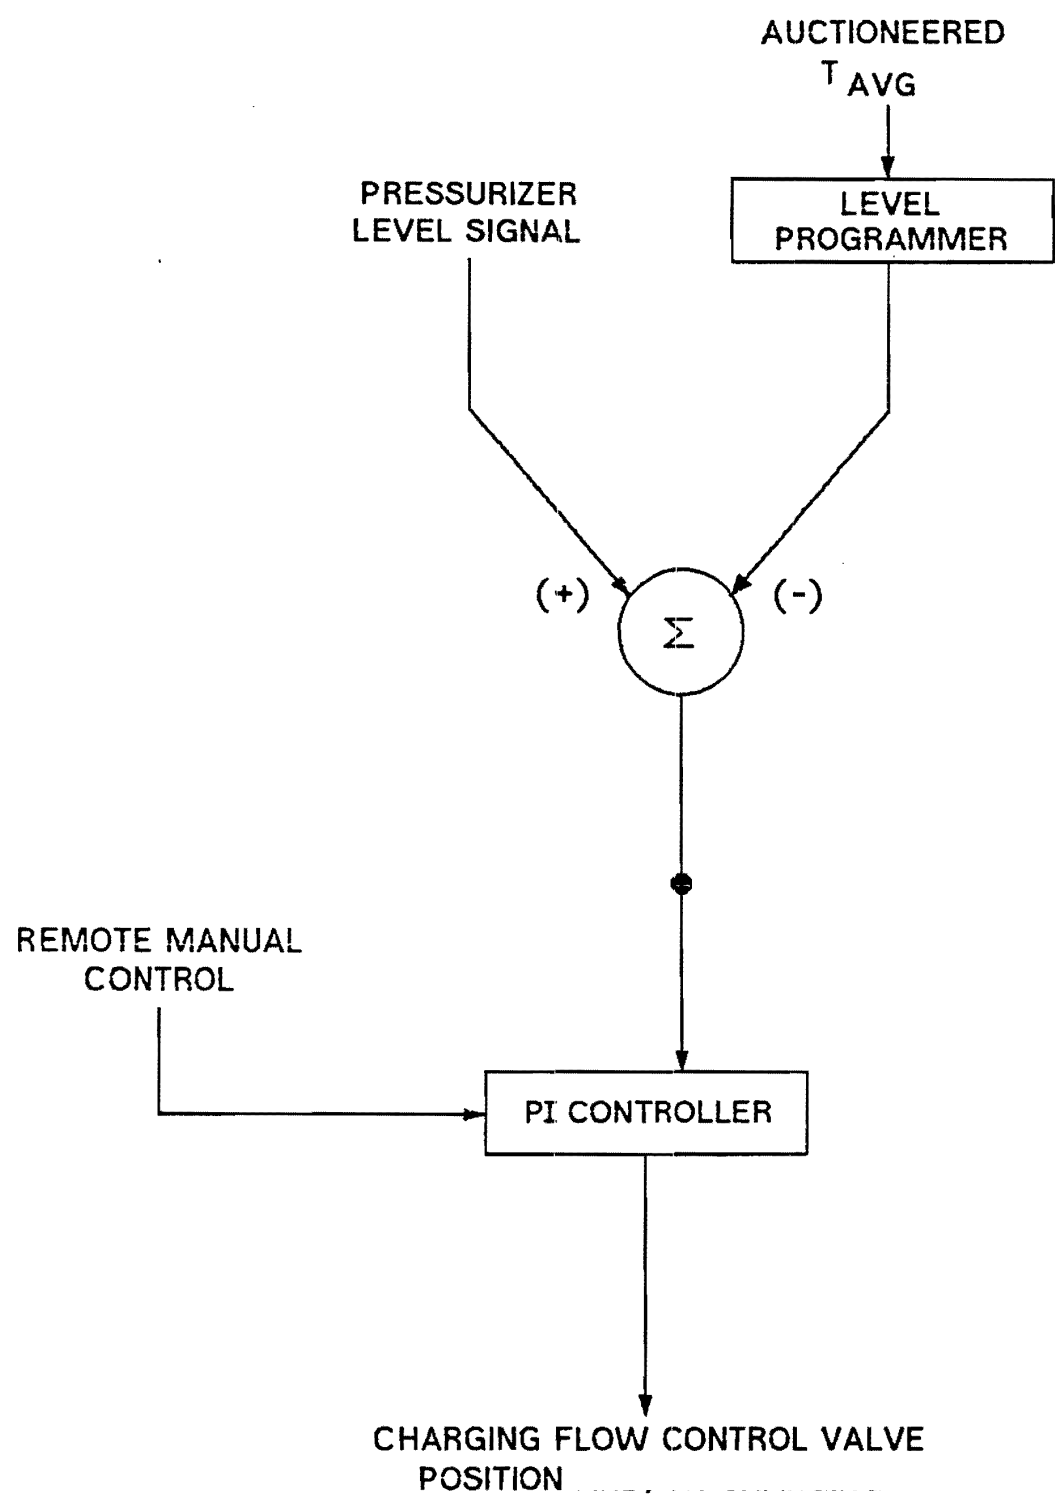 AUCTIONEERED
T AVG
PRESSURIZER
LEVEL SIGNAL
LEVEL
PROGRAMMER
(+)
(-)
Σ
REMOTE MANUAL
CONTROL
PI CONTROLLER
CHARGING FLOW CONTROL VALVE
POSITION